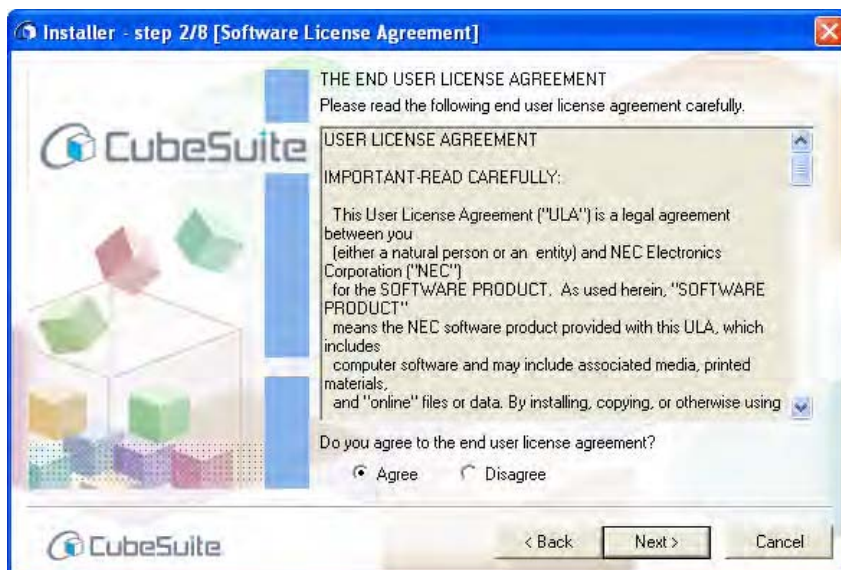 Installer - step 2/8 [Software License Agreement]
CubeSuite
THE END USER LICENSE AGREEMENT
Please read the following end user license agreement carefully.
USER LICENSE AGREEMENT
IMPORTANT-READ CAREFULLY:
This User License Agreement ("ULA") is a legal agreement
between you
(either a natural person or an entity) and NEC Electronics
Corporation ("NEC")
for the SOFTWARE PRODUCT. As used herein, "SOFTWARE
PRODUCT"
means the NEC software product provided with this ULA, which
includes
computer software and may include associated media, printed
materials,
and "online" files or data. By installing, copying, or otherwise using
Do you agree to the end user license agreement?
Agree Disagree
CubeSuite
< Back Next > Cancel